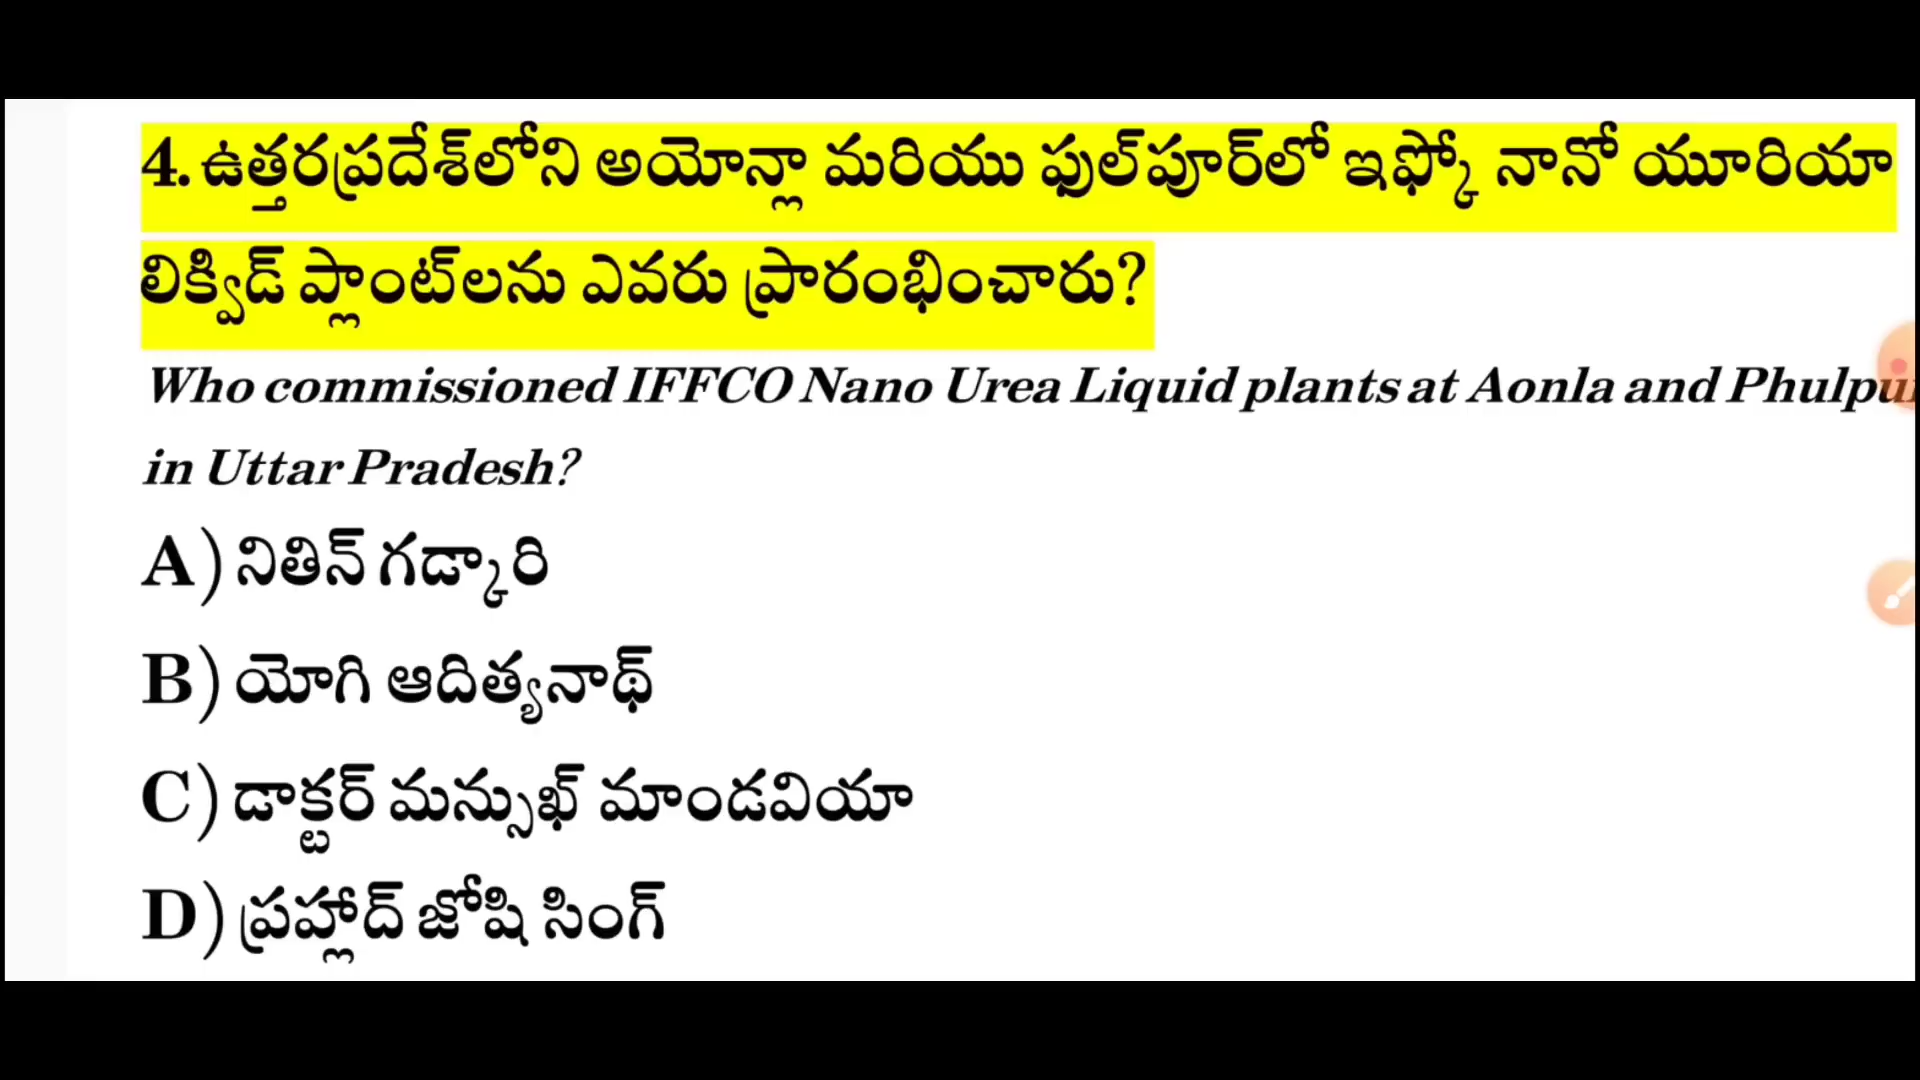 4. ఉత్తరప్రదేశ్‌లోని అయోన్లా మరియు ఫుల్‌పూర్‌లో ఇఫ్కో నానో యూరియా
లిక్విడ్ ప్లాంట్‌లను ఎవరు ప్రారంభించారు?
Who commissioned IFFCO Nano Urea Liquid plants at Aonla and Phulpur
in Uttar Pradesh?
A) నితిన్ గడ్కారి
B) యోగి ఆదిత్యనాథ్
C) డాక్టర్ మన్సుఖ్ మాండవియా
D) ప్రహ్లాద్ జోషి సింగ్